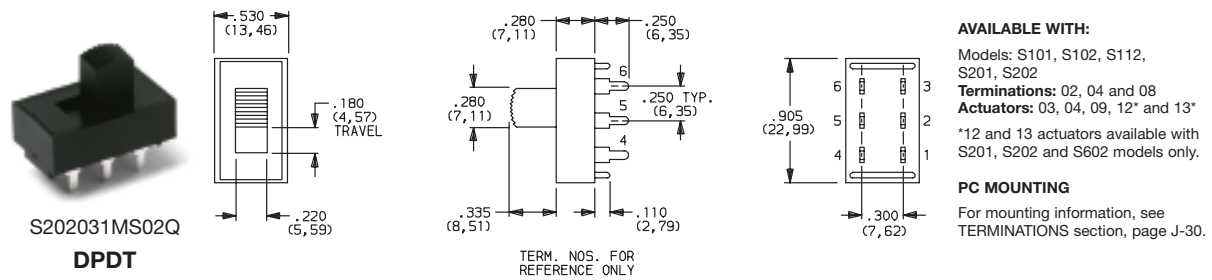 S202031MS02Q
DPDT
.530
(13,46)
.180
(4,57)
TRAVEL
.220
(5,59)
.280
(7,11)
.250
(6,35)
.280
(7,11)
6
5
4
.250 TYP.
(6,35)
.335
(8,51)
.110
(2,79)
TERM. NOS. FOR
REFERENCE ONLY
.905
(22,99)
6
3
5
2
4
1
.300
(7,62)
AVAILABLE WITH:
Models: S101, S102, S112,
S201, S202
Terminations: 02, 04 and 08
Actuators: 03, 04, 09, 12* and 13*
*12 and 13 actuators available with
S201, S202 and S602 models only.
PC MOUNTING
For mounting information, see
TERMINATIONS section, page J-30.